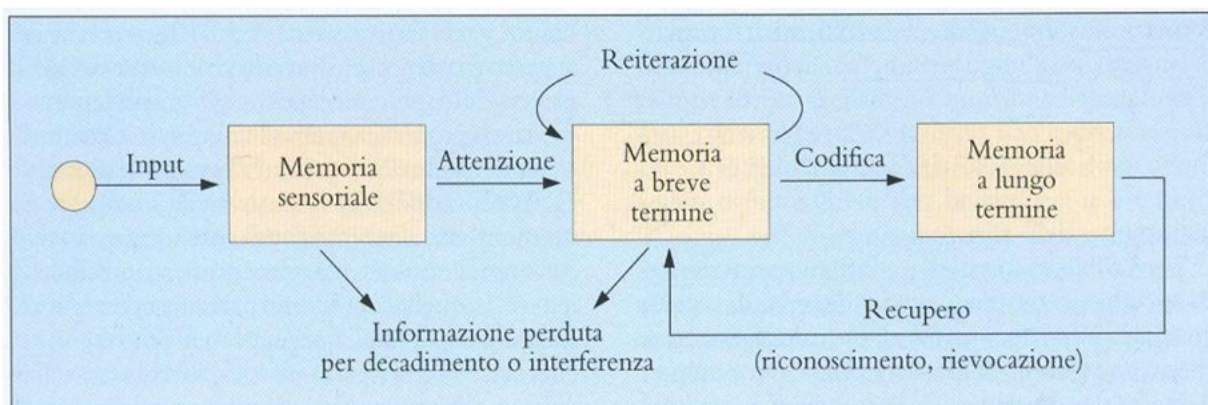 Reiterazione
Input
Memoria
sensoriale
Attenzione
Memoria
a breve
termine
Codifica
Memoria
a lungo
termine
Informazione perduta
per decadimento o interferenza
Recupero
(riconoscimento, rievocazione)